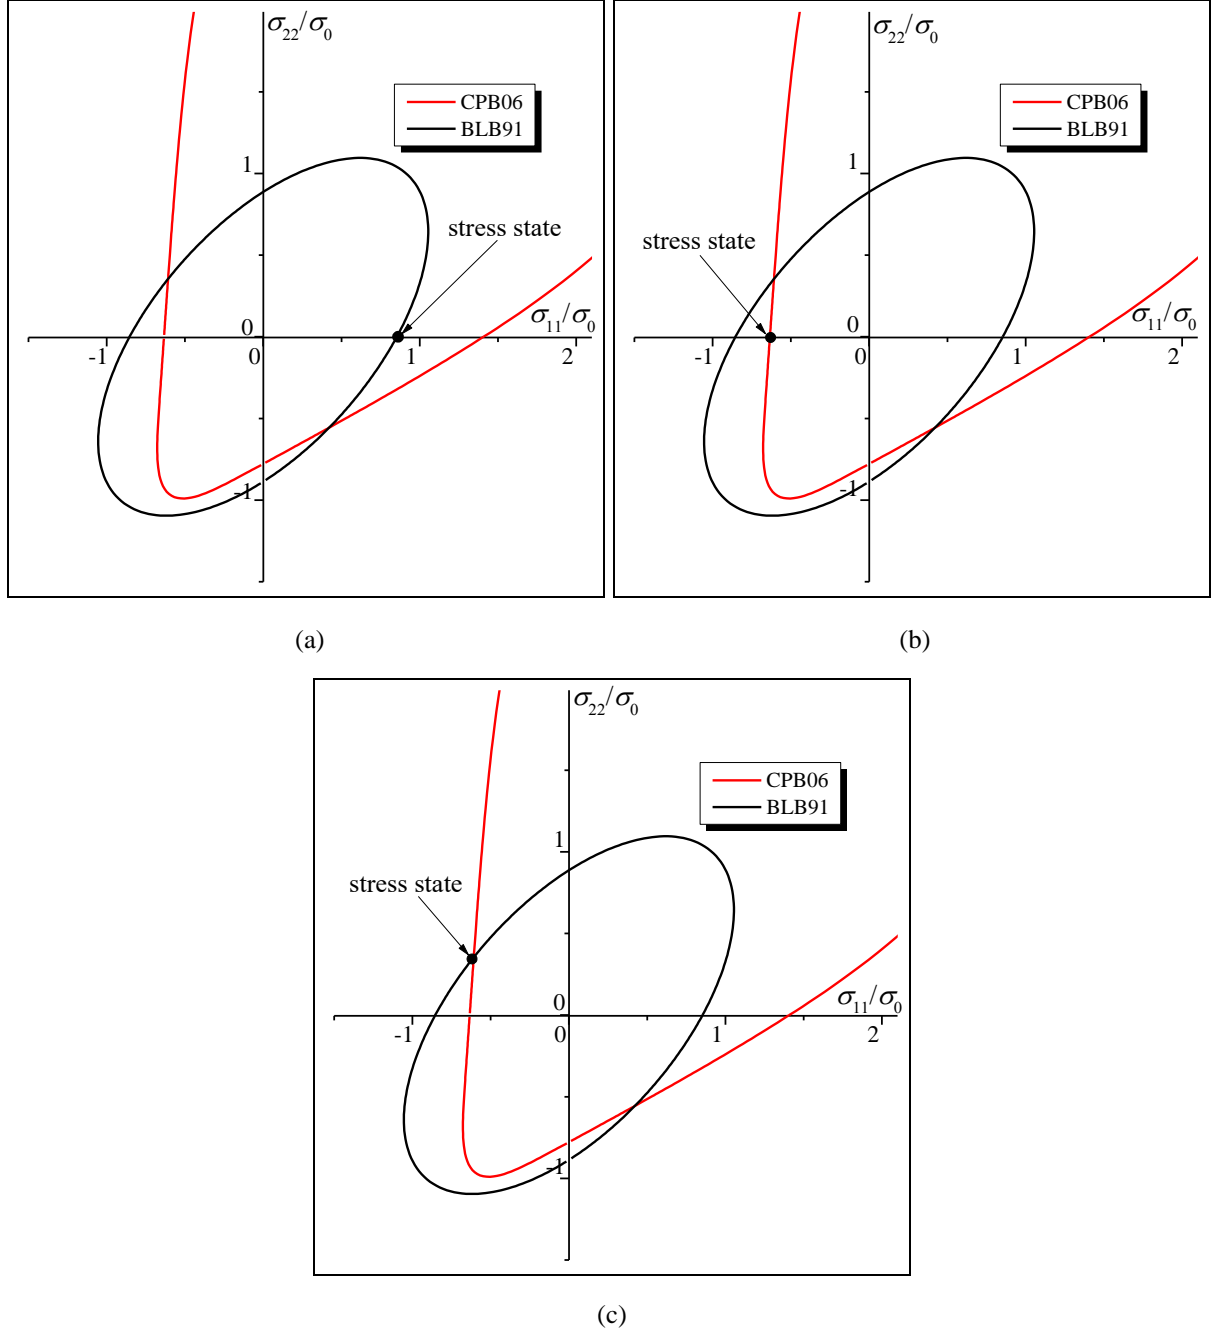 σ22/σ0
CPB06
BLB91
1
stress state
0
σ11/σ0
-1
0
1
2
-1
(a)
σ22/σ0
CPB06
BLB91
1
stress state
0
σ11/σ0
-1
0
1
2
-1
(b)
σ22/σ0
CPB06
BLB91
1
stress state
0
σ11/σ0
-1
0
1
2
-1
(c)